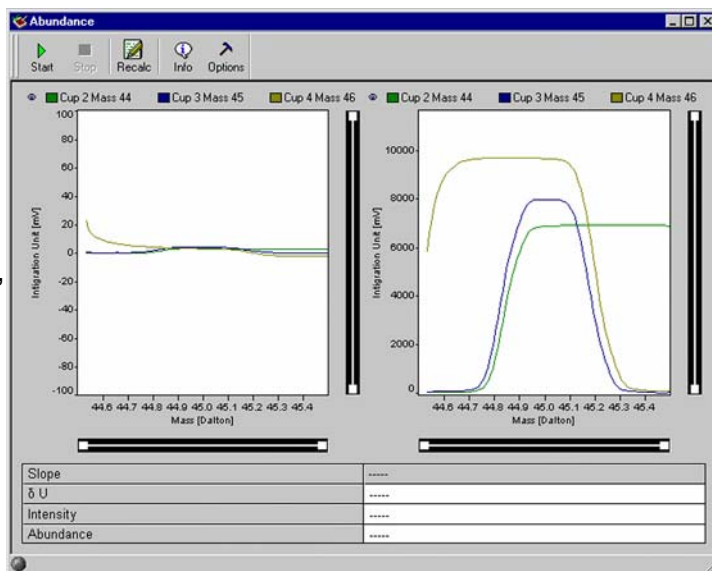 Abundance
Start Stop Recalc Info Options
Cup 2 Mass 44 Cup 3 Mass 45 Cup 4 Mass 46
100
80
60
40
20
0
-20
-40
-60
-80
-100
Intigration Unit [mV]
44.6 44.7 44.8 44.9 45.0 45.1 45.2 45.3 45.4
Mass [Dalton]
Cup 2 Mass 44 Cup 3 Mass 45 Cup 4 Mass 46
10000
8000
6000
4000
2000
0
Intigration Unit [mV]
44.6 44.7 44.8 44.9 45.0 45.1 45.2 45.3 45.4
Mass [Dalton]
Slope -----
δ U -----
Intensity -----
Abundance -----
,